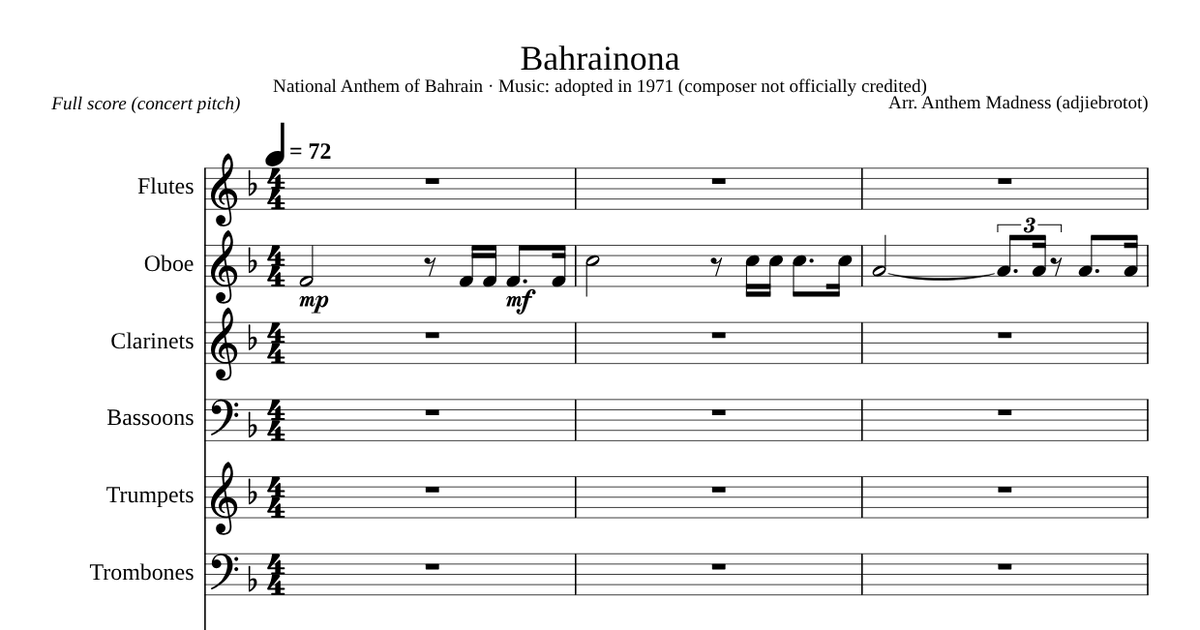 Bahrainona
National Anthem of Bahrain · Music: adopted in 1971 (composer not officially credited)
Full score (concert pitch)
Arr. Anthem Madness (adjiebrotot)
= 72
Flutes
3
Oboe
mp
mf
Clarinets
Bassoons
Trumpets
Trombones